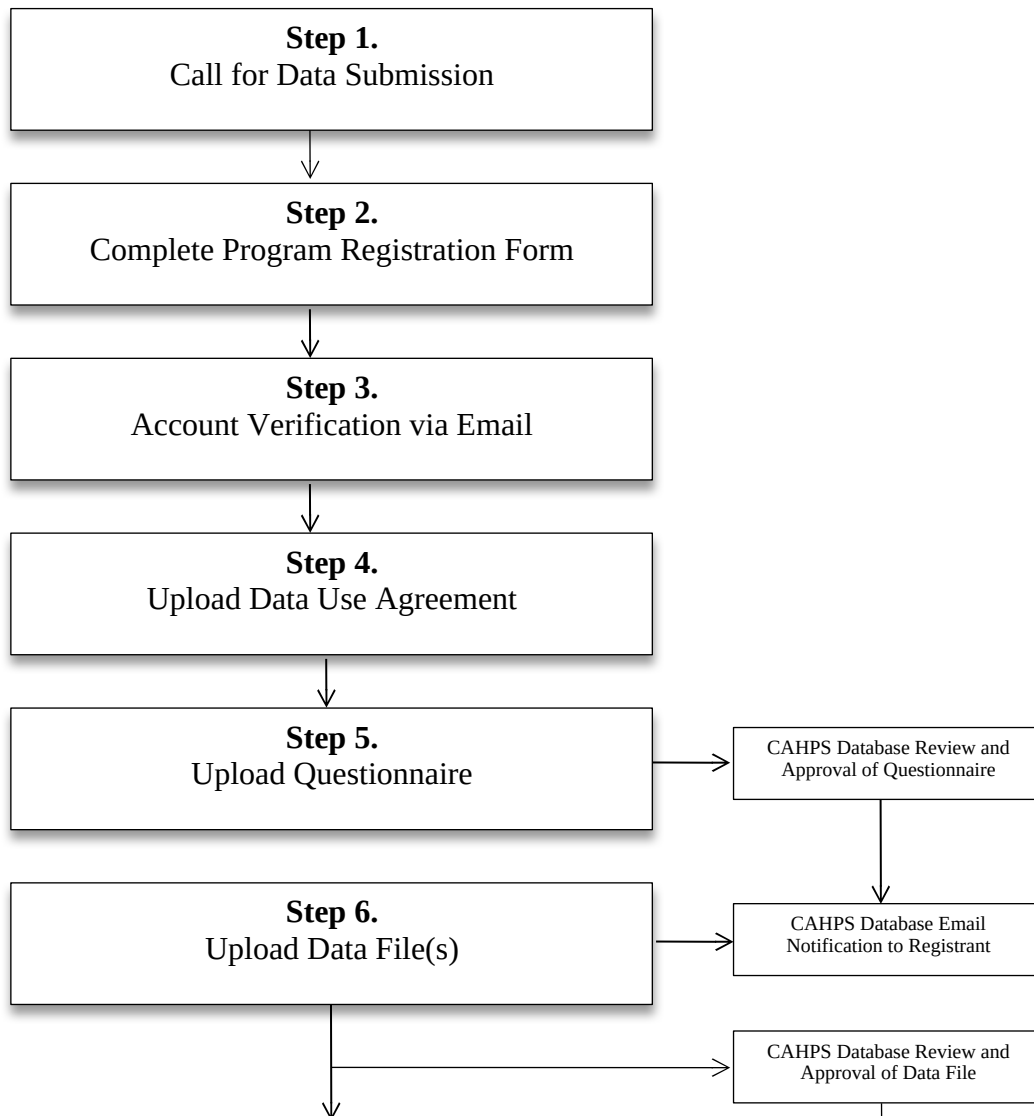 Step 1.
Call for Data Submission
Step 2.
Complete Program Registration Form
Step 3.
Account Verification via Email
Step 4.
Upload Data Use Agreement
Step 5.
Upload Questionnaire
CAHPS Database Review and
Approval of Questionnaire
Step 6.
Upload Data File(s)
CAHPS Database Email
Notification to Registrant
CAHPS Database Review and
Approval of Data File